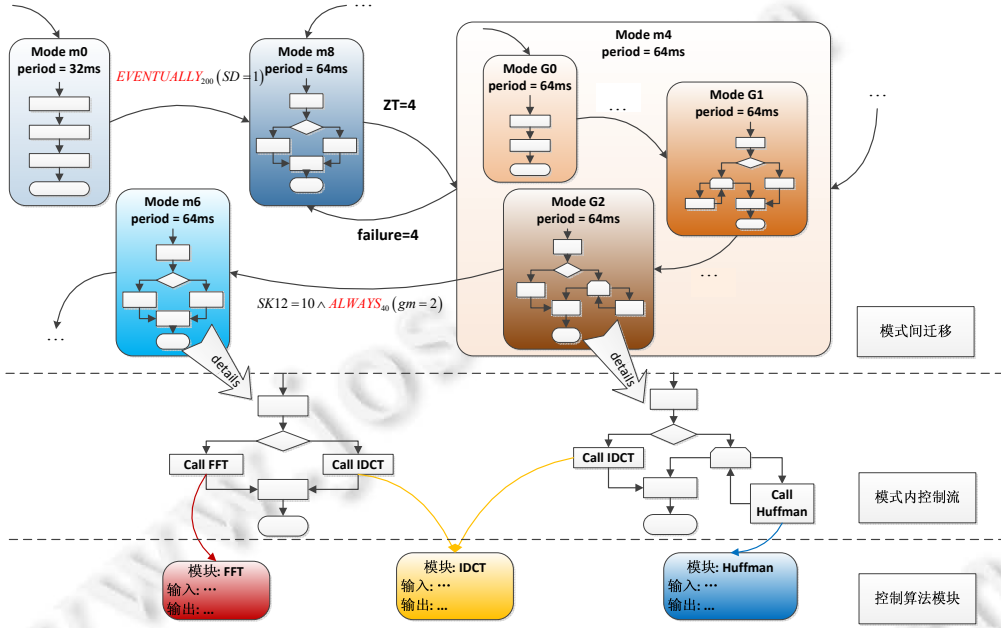 ...
...
Mode m0
period = 32ms
EVENTUALLY200(SD=1)
Mode m8
period = 64ms
ZT=4
failure=4
Mode m4
period = 64ms
Mode G0
period = 64ms
...
Mode G1
period = 64ms
...
Mode G2
period = 64ms
...
Mode m6
period = 64ms
SK12=10∧ALWAYS40(gm=2)
...
details
details
模式间迁移
Call FFT
Call IDCT
Call IDCT
Call
Huffman
模式内控制流
模块: FFT
输入: ...
输出: ...
模块: IDCT
输入: ...
输出: ...
模块: Huffman
输入: ...
输出: ...
控制算法模块
www.jos